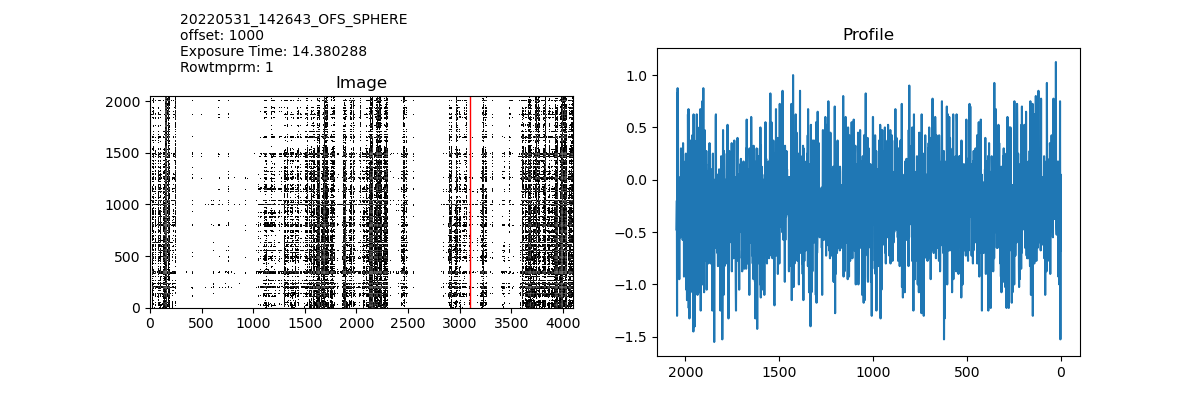 20220531_142643_OFS_SPHERE
offset: 1000
Exposure Time: 14.380288
Rowtmprm: 1
Image
2000
1500
1000
500
0
0 500 1000 1500 2000 2500 3000 3500 4000
Profile
1.0
0.5
0.0
−0.5
−1.0
−1.5
2000 1500 1000 500 0